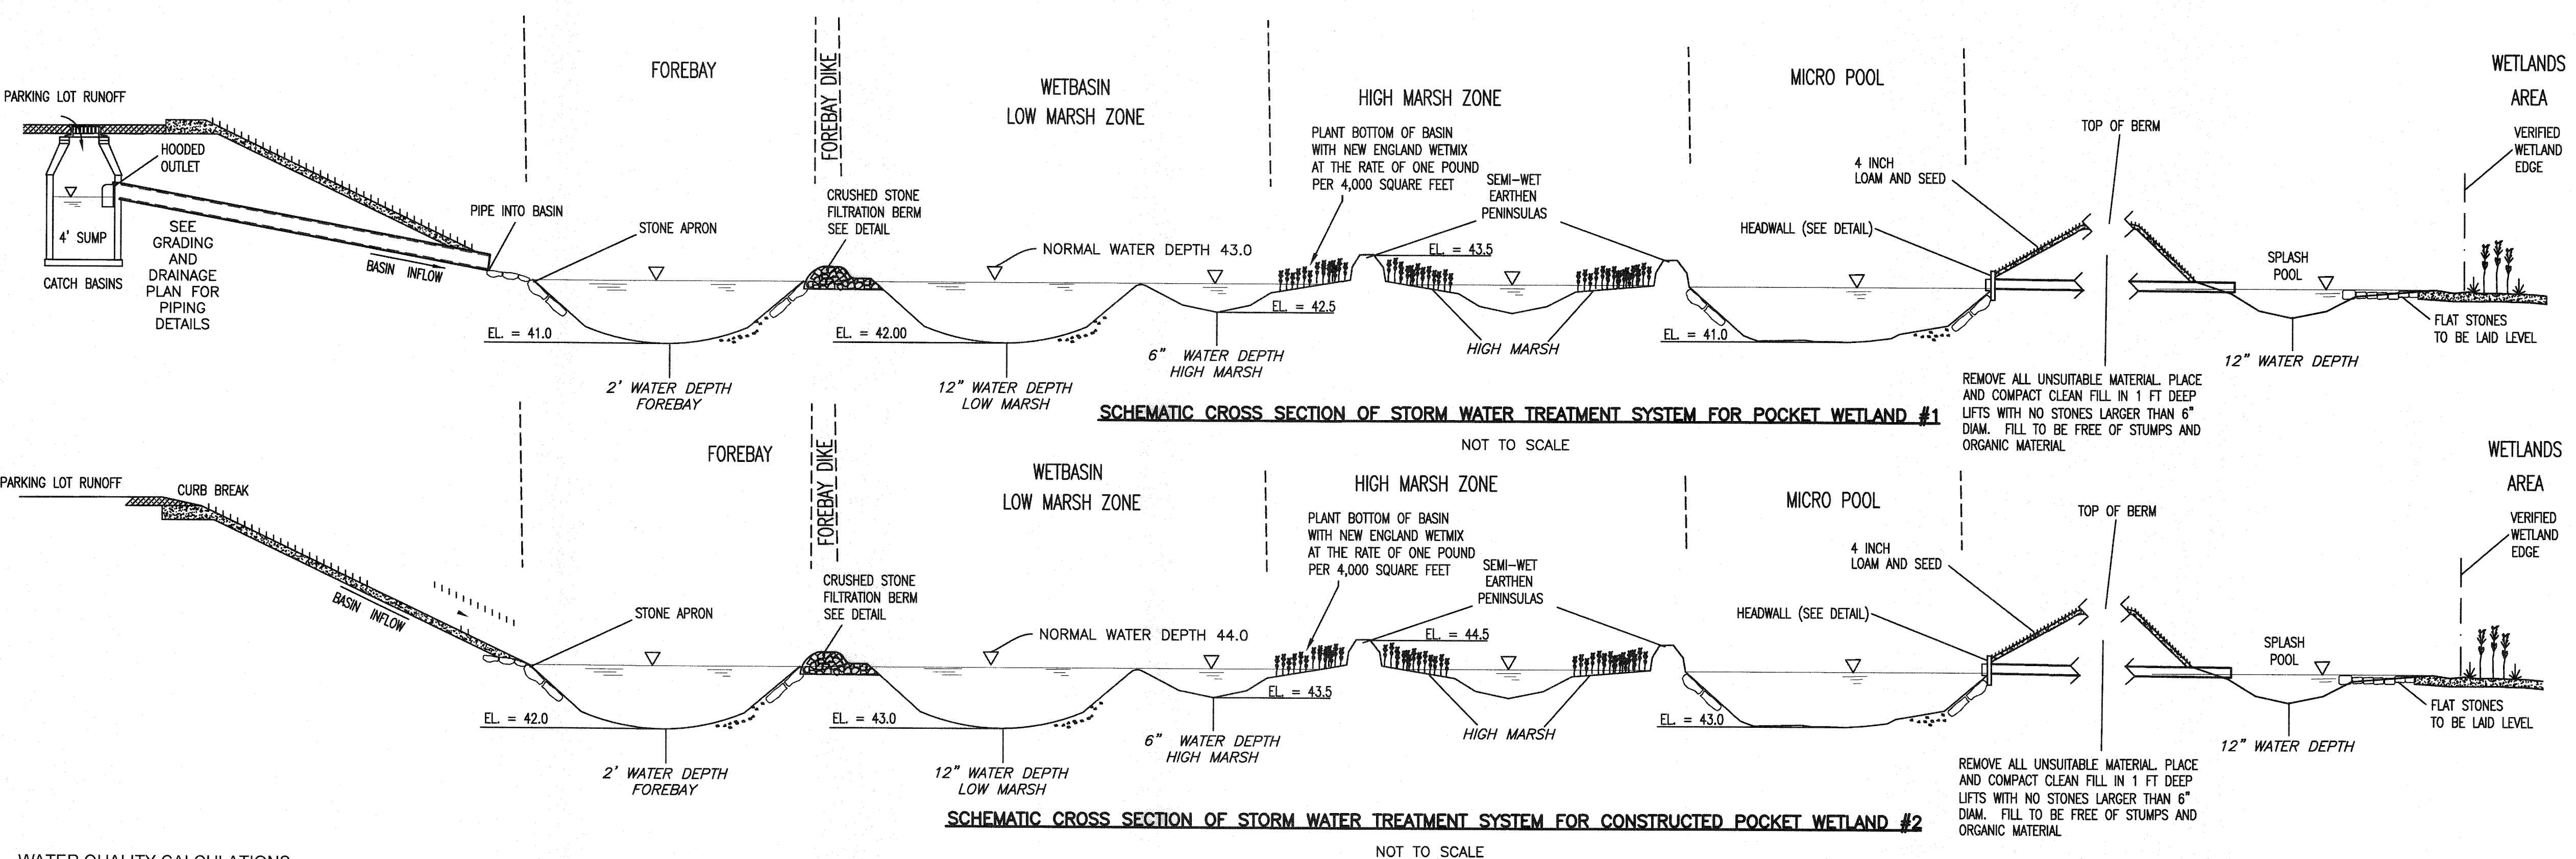 FOREBAY
FOREBAY DIKE
WETBASIN
LOW MARSH ZONE
HIGH MARSH ZONE
MICRO POOL
WETLANDS
AREA
PARKING LOT RUNOFF
HOODED
OUTLET
4' SUMP
CATCH BASINS
SEE
GRADING
AND
DRAINAGE
PLAN FOR
PIPING
DETAILS
BASIN INFLOW
PIPE INTO BASIN
STONE APRON
CRUSHED STONE
FILTRATION BERM
SEE DETAIL
NORMAL WATER DEPTH 43.0
PLANT BOTTOM OF BASIN
WITH NEW ENGLAND WETMIX
AT THE RATE OF ONE POUND
PER 4,000 SQUARE FEET
SEMI-WET
EARTHEN
PENINSULAS
EL. = 43.5
4 INCH
LOAM AND SEED
HEADWALL (SEE DETAIL)
TOP OF BERM
SPLASH
POOL
VERIFIED
WETLAND
EDGE
FLAT STONES
TO BE LAID LEVEL
EL. = 41.0
EL. = 42.00
EL. = 42.5
EL. = 41.0
2' WATER DEPTH
FOREBAY
12" WATER DEPTH
LOW MARSH
6" WATER DEPTH
HIGH MARSH
HIGH MARSH
12" WATER DEPTH
REMOVE ALL UNSUITABLE MATERIAL. PLACE
AND COMPACT CLEAN FILL IN 1 FT DEEP
LIFTS WITH NO STONES LARGER THAN 6"
DIAM. FILL TO BE FREE OF STUMPS AND
ORGANIC MATERIAL
SCHEMATIC CROSS SECTION OF STORM WATER TREATMENT SYSTEM FOR POCKET WETLAND #1
NOT TO SCALE
FOREBAY
FOREBAY DIKE
WETBASIN
LOW MARSH ZONE
HIGH MARSH ZONE
MICRO POOL
WETLANDS
AREA
PARKING LOT RUNOFF
CURB BREAK
BASIN INFLOW
STONE APRON
CRUSHED STONE
FILTRATION BERM
SEE DETAIL
NORMAL WATER DEPTH 44.0
PLANT BOTTOM OF BASIN
WITH NEW ENGLAND WETMIX
AT THE RATE OF ONE POUND
PER 4,000 SQUARE FEET
SEMI-WET
EARTHEN
PENINSULAS
EL. = 44.5
4 INCH
LOAM AND SEED
HEADWALL (SEE DETAIL)
TOP OF BERM
SPLASH
POOL
VERIFIED
WETLAND
EDGE
FLAT STONES
TO BE LAID LEVEL
EL. = 42.0
EL. = 43.0
EL. = 43.5
EL. = 43.0
2' WATER DEPTH
FOREBAY
12" WATER DEPTH
LOW MARSH
6" WATER DEPTH
HIGH MARSH
HIGH MARSH
12" WATER DEPTH
REMOVE ALL UNSUITABLE MATERIAL. PLACE
AND COMPACT CLEAN FILL IN 1 FT DEEP
LIFTS WITH NO STONES LARGER THAN 6"
DIAM. FILL TO BE FREE OF STUMPS AND
ORGANIC MATERIAL
SCHEMATIC CROSS SECTION OF STORM WATER TREATMENT SYSTEM FOR CONSTRUCTED POCKET WETLAND #2
NOT TO SCALE
WATER QUALITY CALCULATIONS